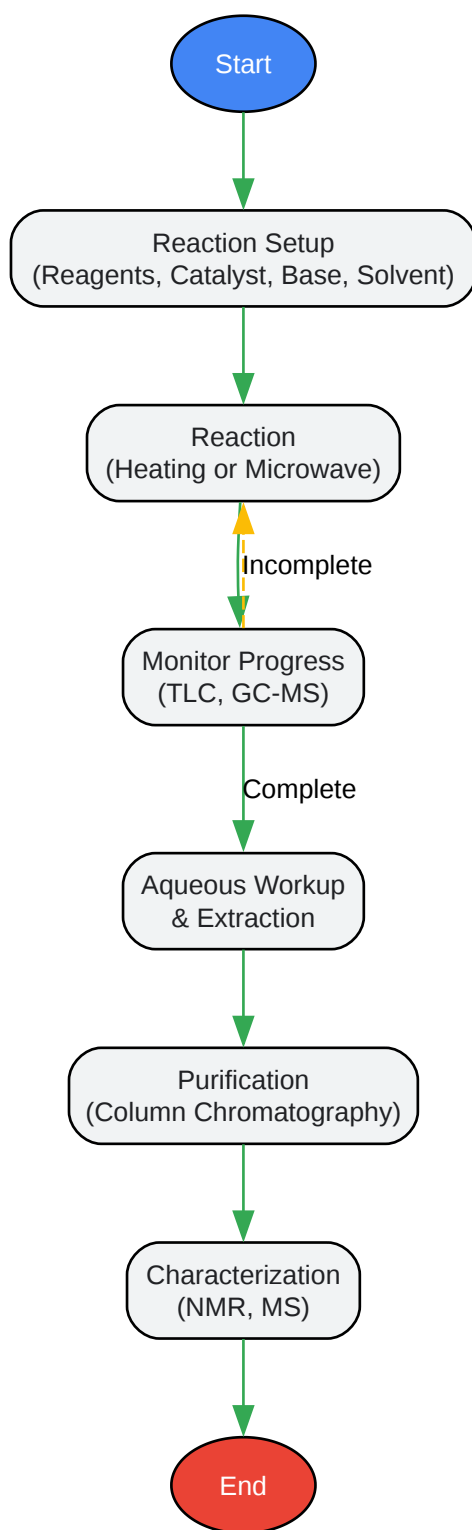 Start
Reaction Setup
(Reagents, Catalyst, Base, Solvent)
Reaction
(Heating or Microwave)
Incomplete
Monitor Progress
(TLC, GC-MS)
Complete
Aqueous Workup
& Extraction
Purification
(Column Chromatography)
Characterization
(NMR, MS)
End